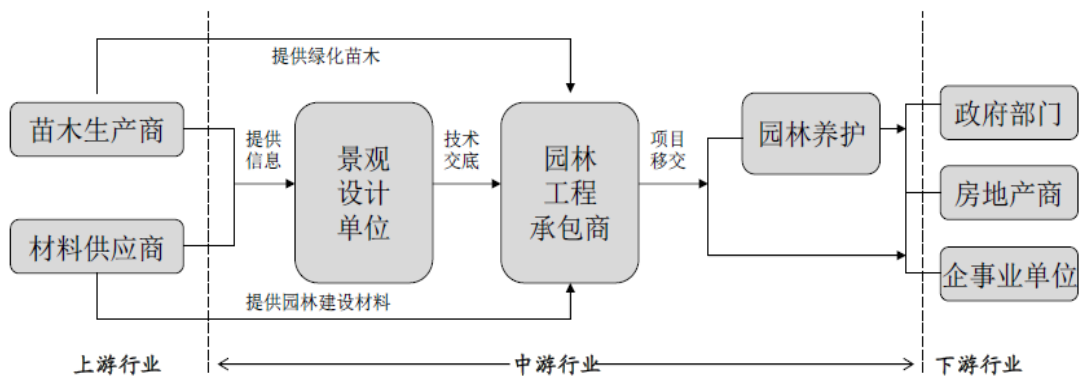 提供绿化苗木
苗木生产商
材料供应商
提供
信息
景观
设计
单位
技术
交底
园林
工程
承包商
项目
移交
园林养护
政府部门
房地产商
企事业单位
提供园林建设材料
上游行业
中游行业
下游行业